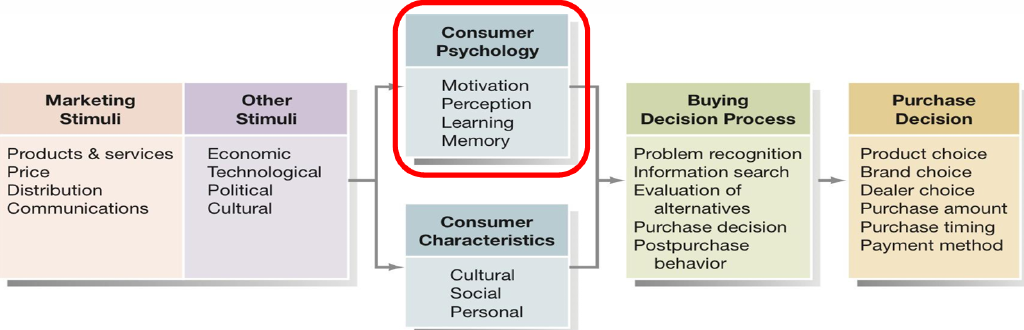 Marketing
Stimuli
Products & services
Price
Distribution
Communications
Other
Stimuli
Economic
Technological
Political
Cultural
Consumer
Psychology
Motivation
Perception
Learning
Memory
Consumer
Characteristics
Cultural
Social
Personal
Buying
Decision Process
Problem recognition
Information search
Evaluation of
alternatives
Purchase decision
Postpurchase
behavior
Purchase
Decision
Product choice
Brand choice
Dealer choice
Purchase amount
Purchase timing
Payment method